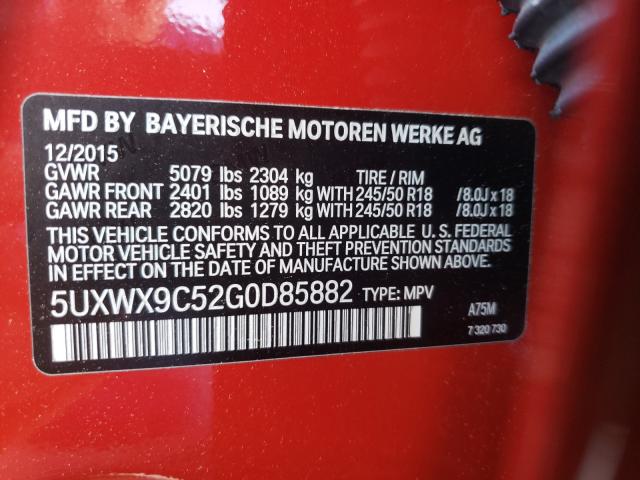 MFD BY BAYERISCHE MOTOREN WERKE AG
12/2015
GVWR 5079 lbs 2304 kg TIRE / RIM
GAWR FRONT 2401 lbs 1089 kg WITH 245/50 R18 /8.0J x 18
GAWR REAR 2820 lbs 1279 kg WITH 245/50 R18 /8.0J x 18
THIS VEHICLE CONFORMS TO ALL APPLICABLE U. S. FEDERAL
MOTOR VEHICLE SAFETY AND THEFT PREVENTION STANDARDS
IN EFFECT ON THE DATE OF MANUFACTURE SHOWN ABOVE.
5UXWX9C52G0D85882 TYPE: MPV
A75M
7 320 730